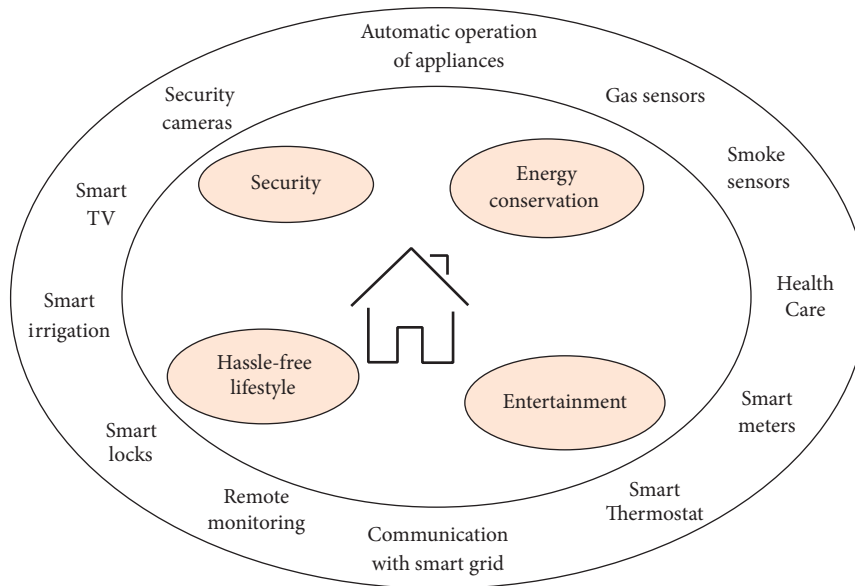 Automatic operation
of appliances
Security
cameras
Gas sensors
Smoke
sensors
Smart
TV
Security
Energy
conservation
Smart
irrigation
Health
Care
Hassle-free
lifestyle
Entertainment
Smart
meters
Smart
locks
Remote
monitoring
Smart
Thermostat
Communication
with smart grid